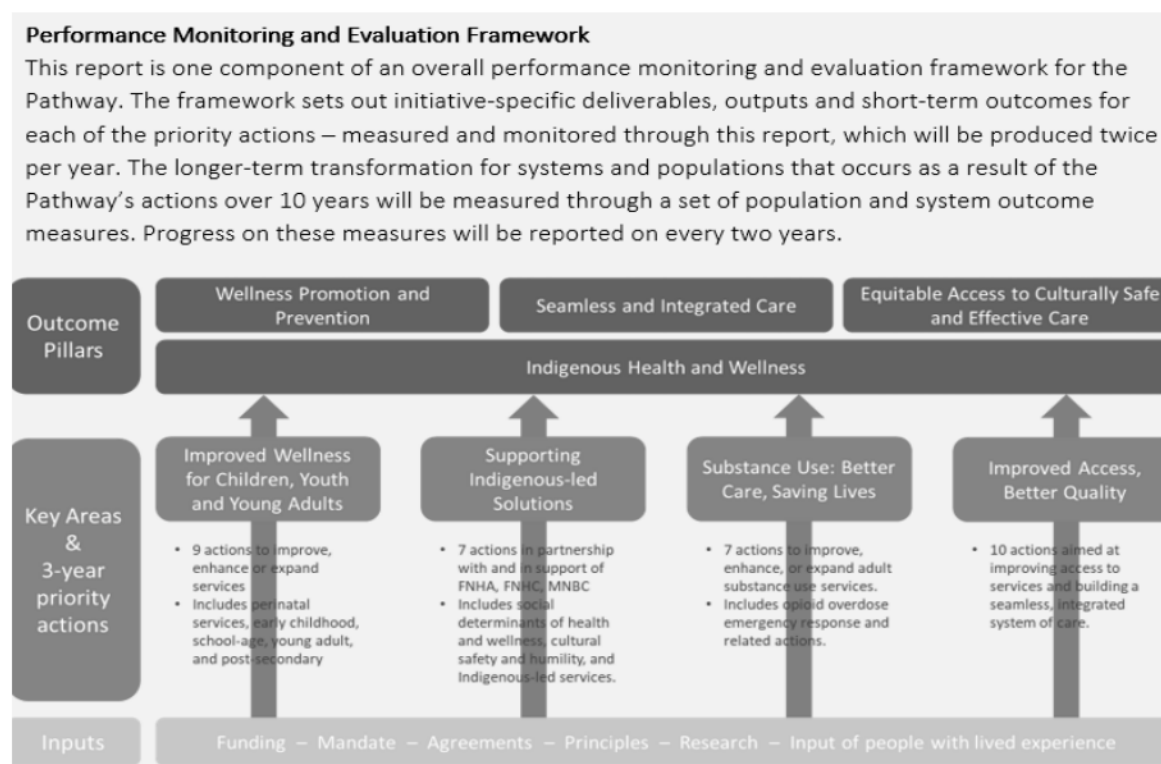 Performance Monitoring and Evaluation Framework
This report is one component of an overall performance monitoring and evaluation framework for the
Pathway. The framework sets out initiative-specific deliverables, outputs and short-term outcomes for
each of the priority actions – measured and monitored through this report, which will be produced twice
per year. The longer-term transformation for systems and populations that occurs as a result of the
Pathway's actions over 10 years will be measured through a set of population and system outcome
measures. Progress on these measures will be reported on every two years.
Outcome
Pillars
Wellness Promotion and
Prevention
Seamless and Integrated Care
Equitable Access to Culturally Safe
and Effective Care
Indigenous Health and Wellness
Key Areas
&
3-year
priority
actions
Improved Wellness
for Children, Youth
and Young Adults
• 9 actions to improve,
enhance or expand
services
• Includes perinatal
services, early childhood,
school-age, young adult,
and post-secondary
Supporting
Indigenous-led
Solutions
• 7 actions in partnership
with and in support of
FNHA, FNHC, MNBC
• Includes social
determinants of health
and wellness, cultural
safety and humility, and
Indigenous-led services.
Substance Use: Better
Care, Saving Lives
• 7 actions to improve,
enhance, or expand adult
substance use services.
• Includes opioid overdose
emergency response and
related actions.
Improved Access,
Better Quality
• 10 actions aimed at
improving access to
services and building a
seamless, integrated
system of care.
Inputs
Funding – Mandate – Agreements – Principles – Research – Input of people with lived experience